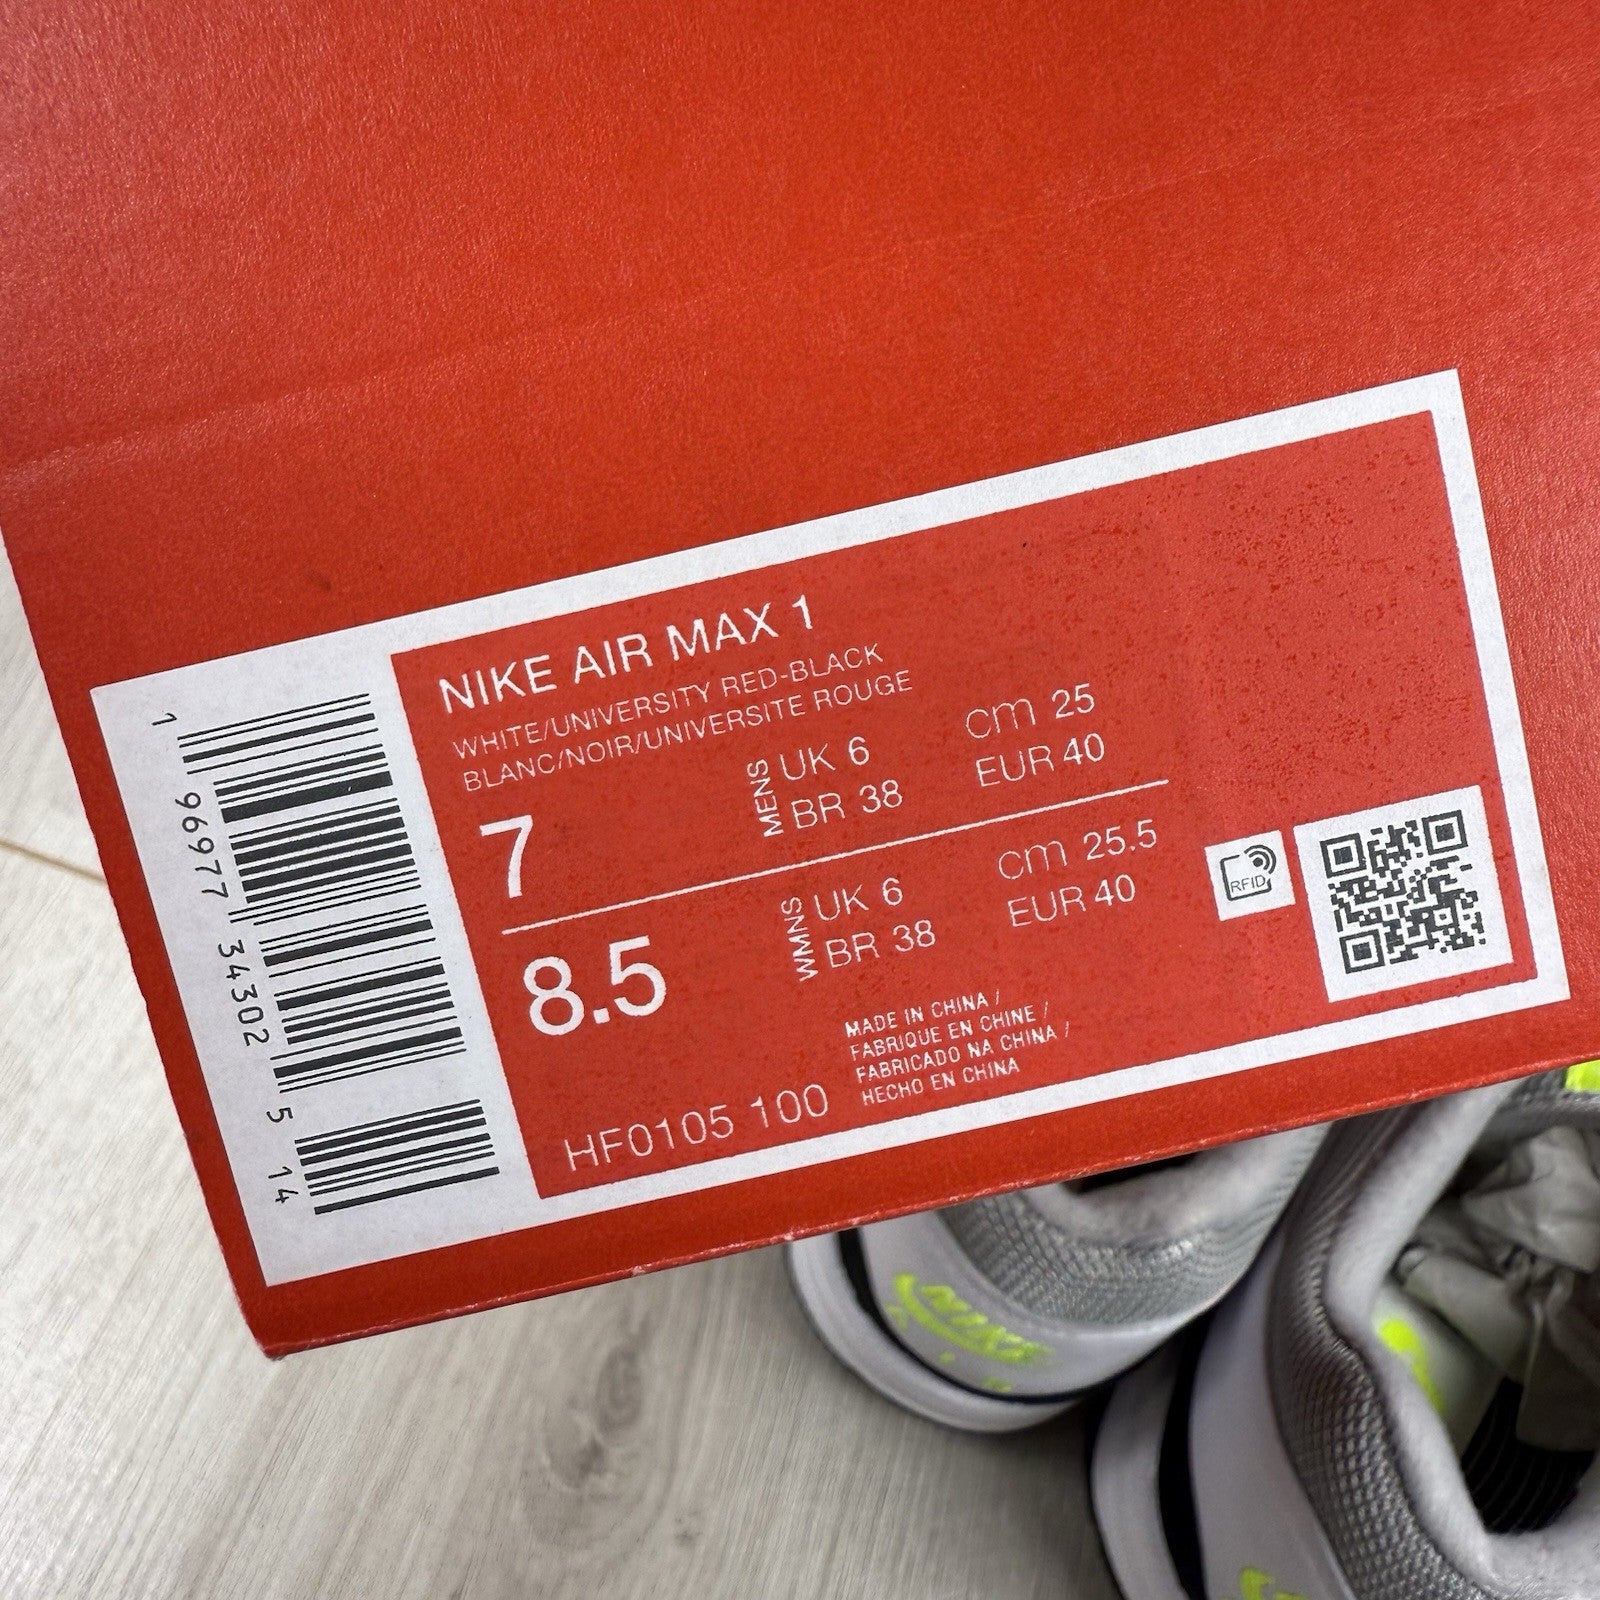 NIKE AIR MAX 1
WHITE/UNIVERSITY RED-BLACK
BLANC/NOIR/UNIVERSITE ROUGE
7
MENS
UK 6
BR 38
cm 25
EUR 40
8.5
WMNS
UK 6
BR 38
cm 25.5
EUR 40
RFID
MADE IN CHINA /
FABRIQUE EN CHINE /
FABRICADO NA CHINA /
HECHO EN CHINA
HF0105 100
1 96977 34302 5 14
NIKE